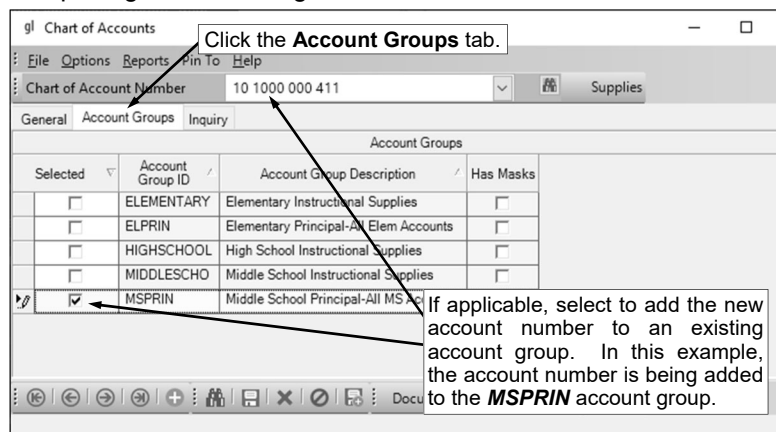 gl Chart of Accounts
Click the Account Groups tab.
File Options Reports Pin To Help
Chart of Account Number 10 1000 000 411 Supplies
General Account Groups Inquiry
Account Groups
Selected Account Group ID Account Group Description Has Masks
ELEMENTARY Elementary Instructional Supplies
ELPRIN Elementary Principal-All Elem Accounts
HIGHSCHOOL High School Instructional Supplies
MIDDLESCHO Middle School Instructional Supplies
MSPRIN Middle School Principal-All MS
If applicable, select to add the new
account number to an existing
account group. In this example,
the account number is being added
to the MSPRIN account group.